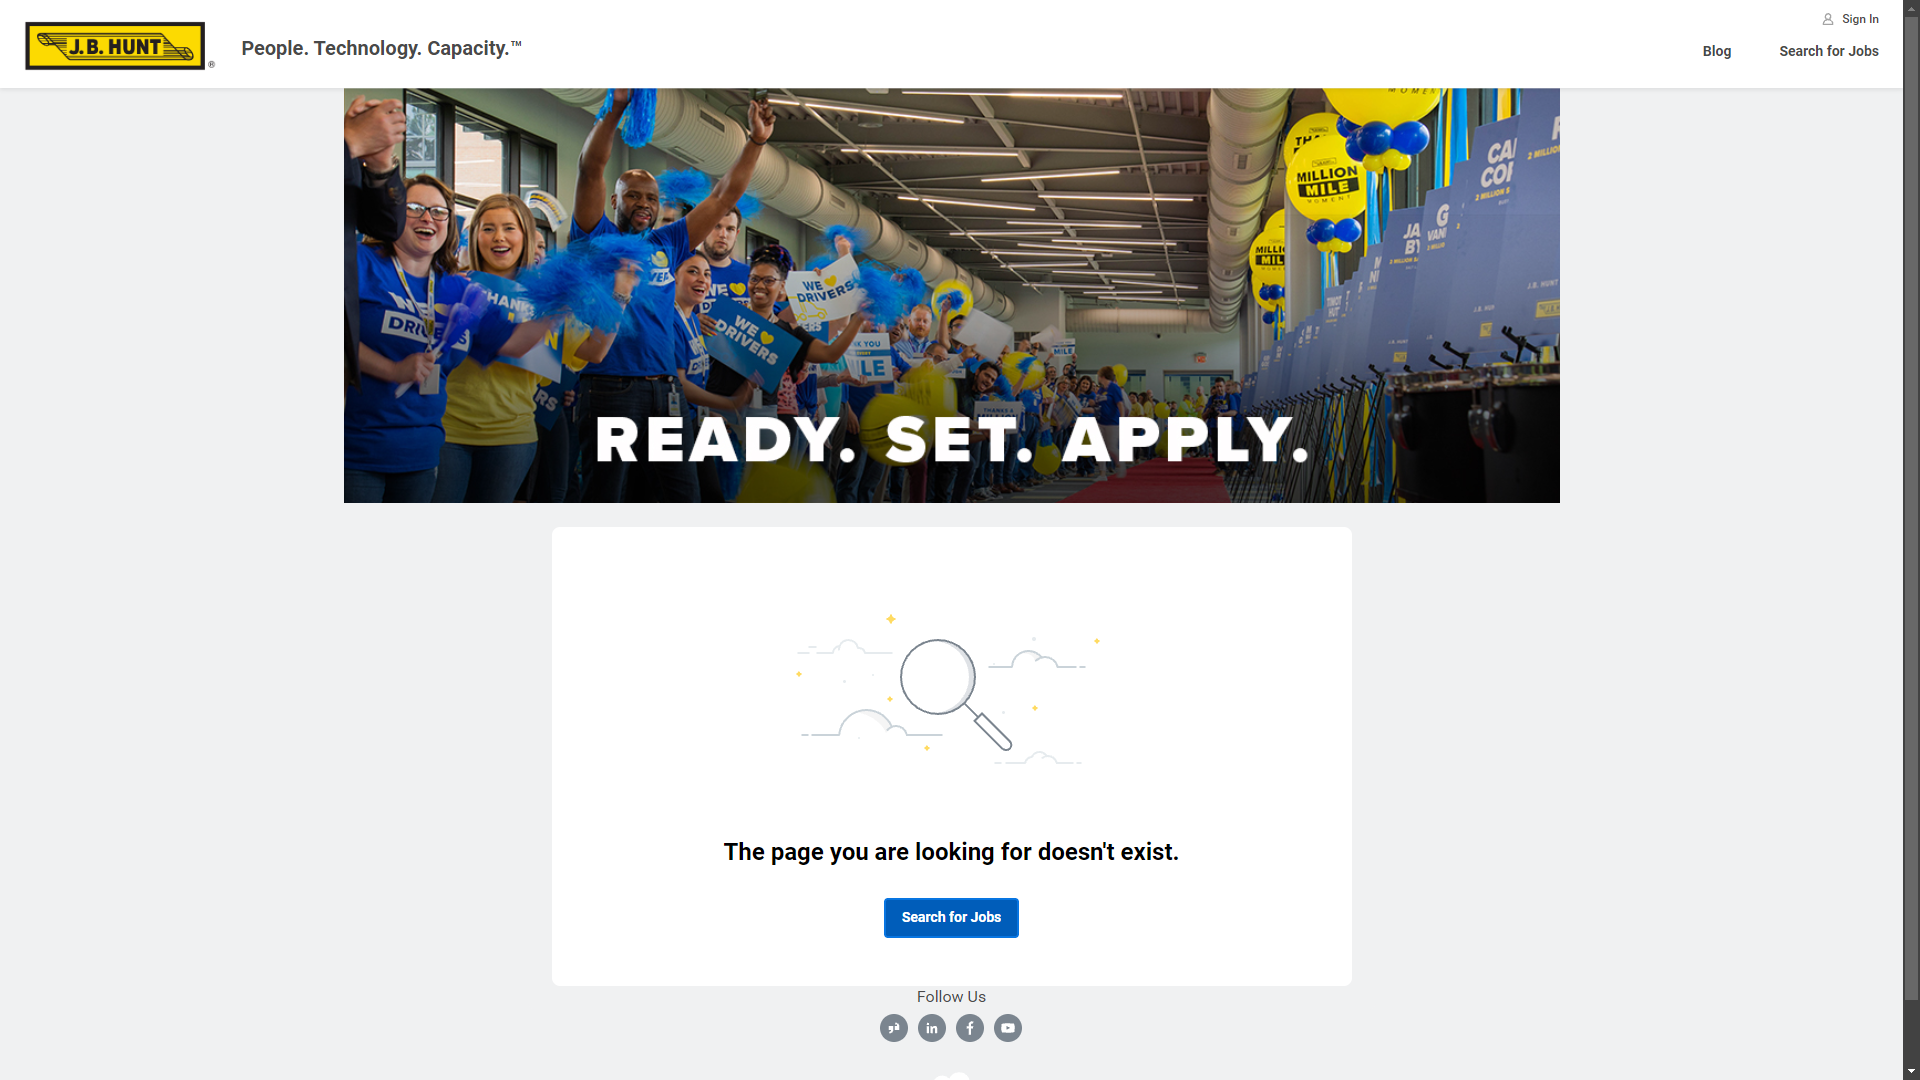 J.B. HUNT ®
People. Technology. Capacity.™
Sign In
Blog
Search for Jobs
MILLION
MILE
WE
DRIVERS
WE
DRIVERS
READY. SET. APPLY.
The page you are looking for doesn't exist.
Search for Jobs
Follow Us